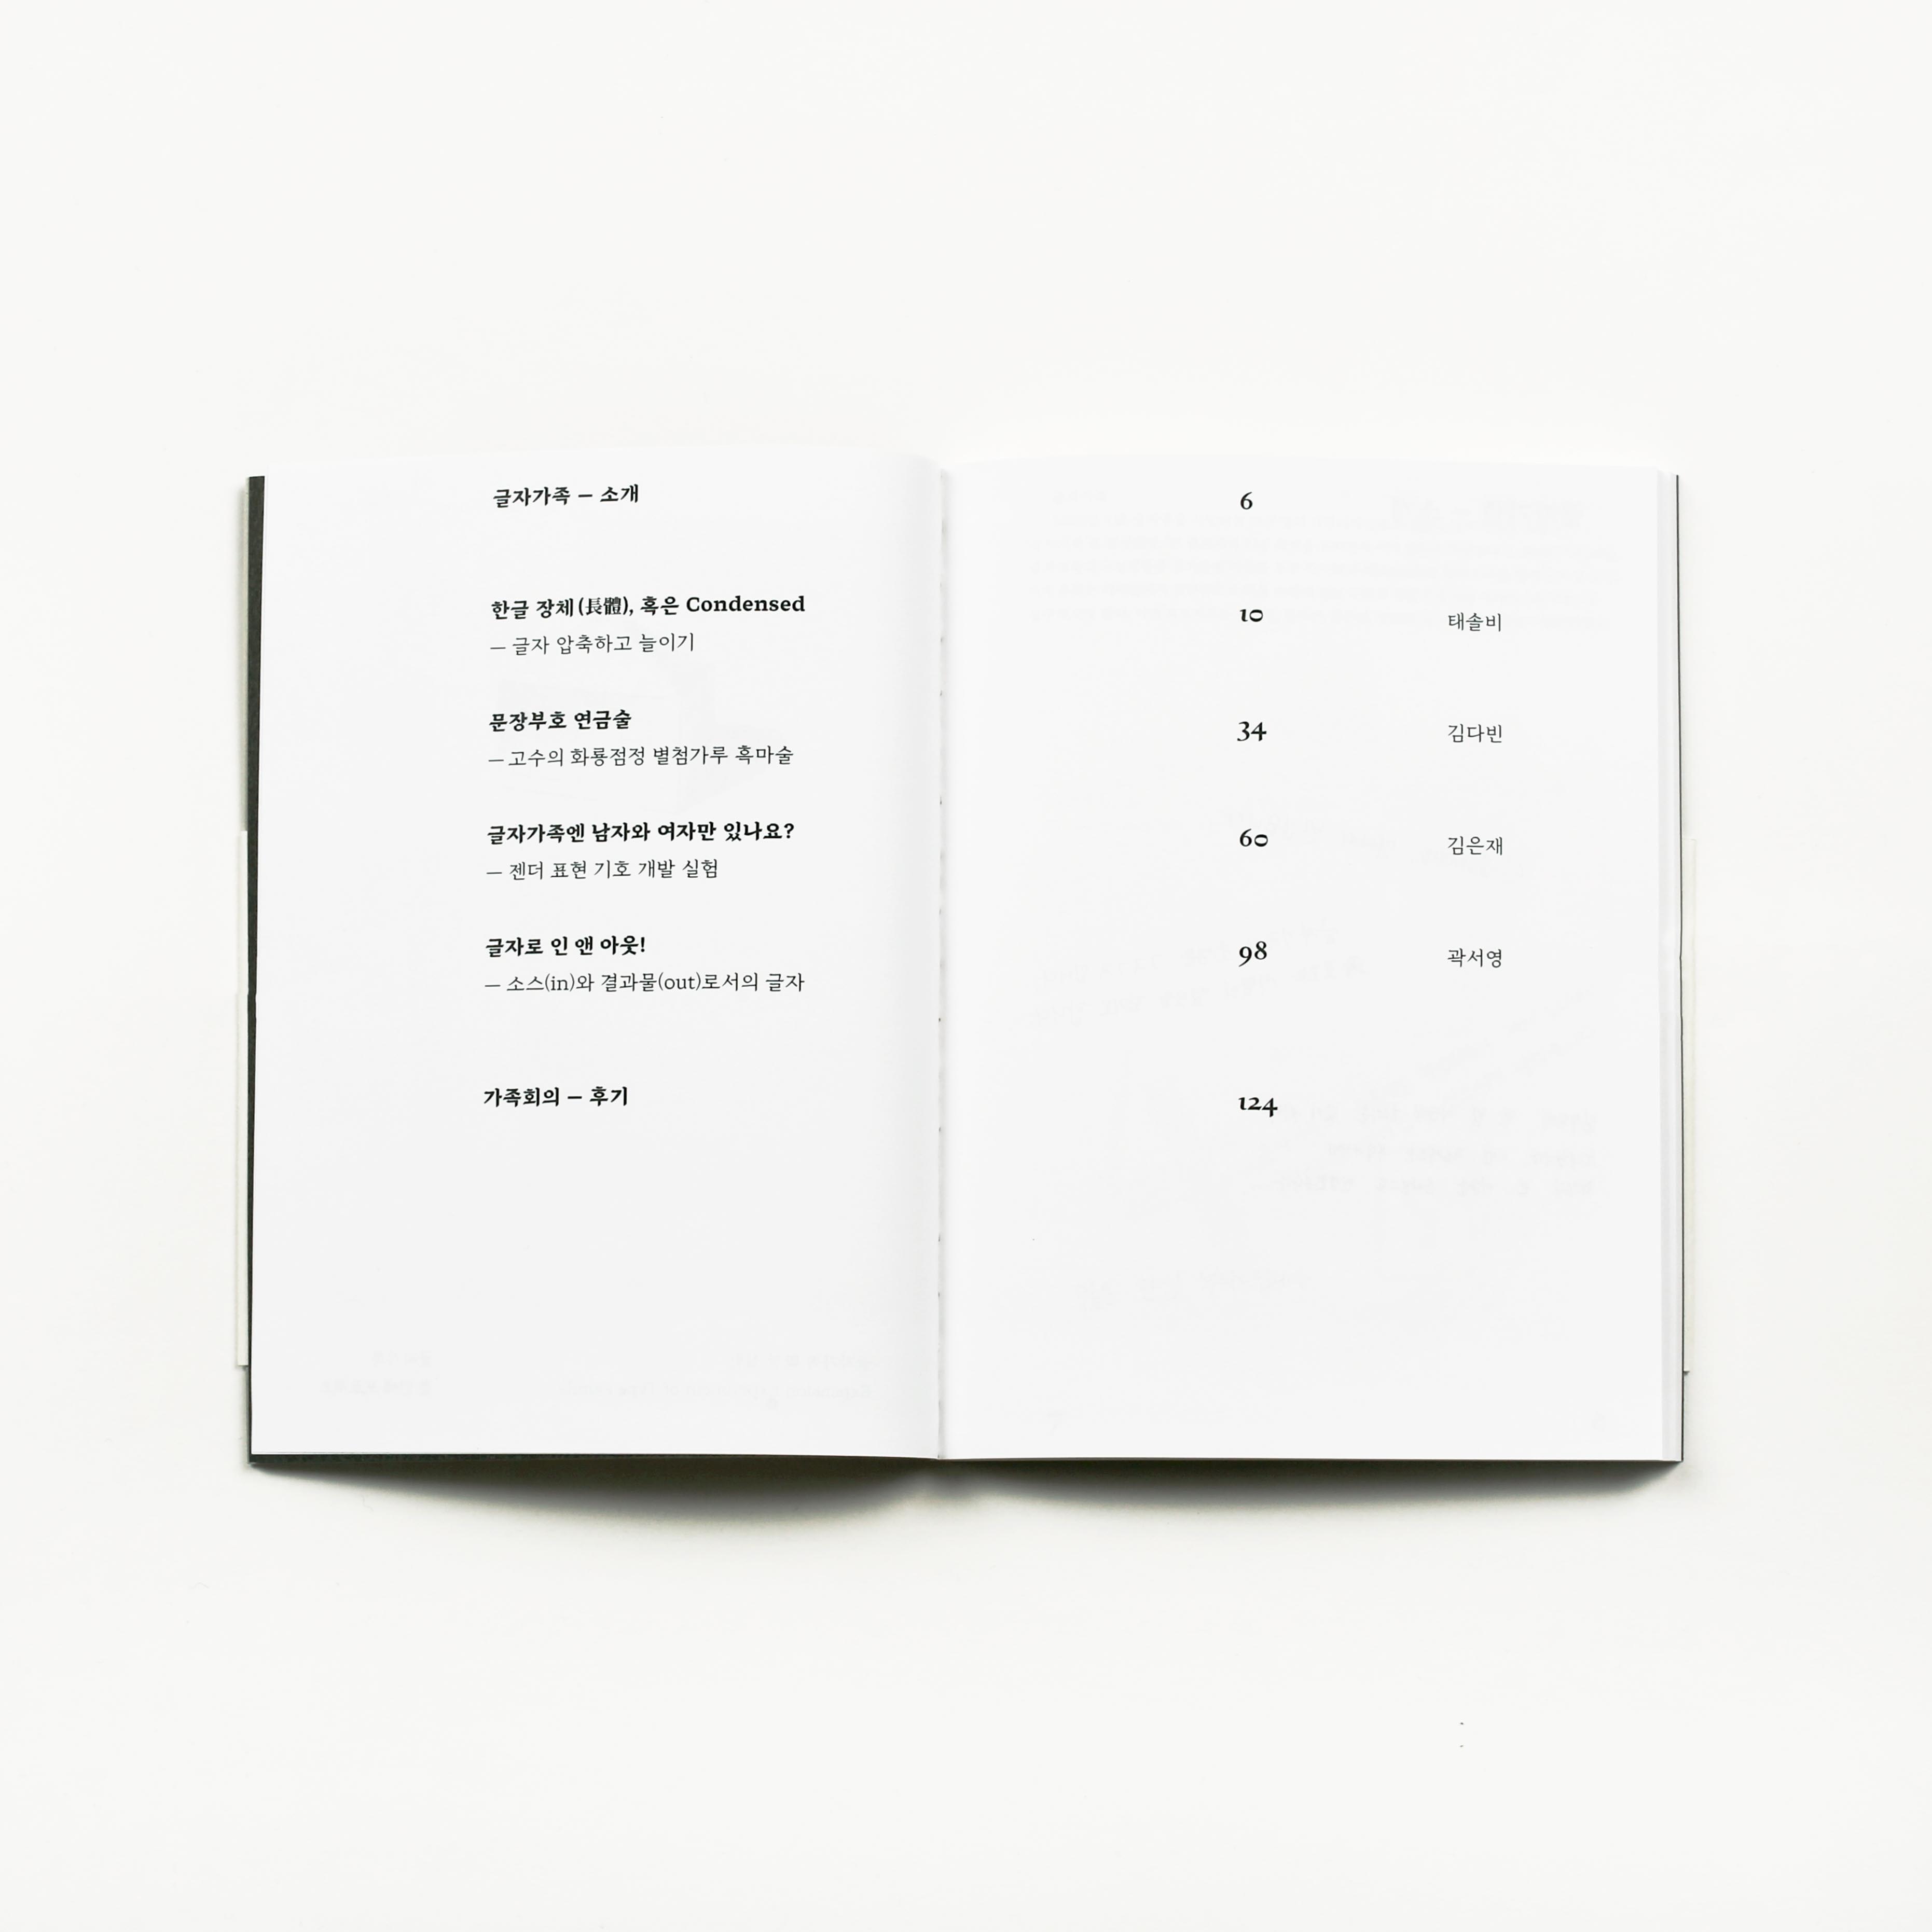 글자가족 — 소개
6
한글 장체(長體), 혹은 Condensed
— 글자 압축하고 늘이기
10
태솔비
문장부호 연금술
— 고수의 화룡점정 별첨가루 흑마술
34
김다빈
글자가족엔 남자와 여자만 있나요?
— 젠더 표현 기호 개발 실험
60
김은재
글자로 인 앤 아웃!
— 소스(in)와 결과물(out)로서의 글자
98
곽서영
가족회의 — 후기
124